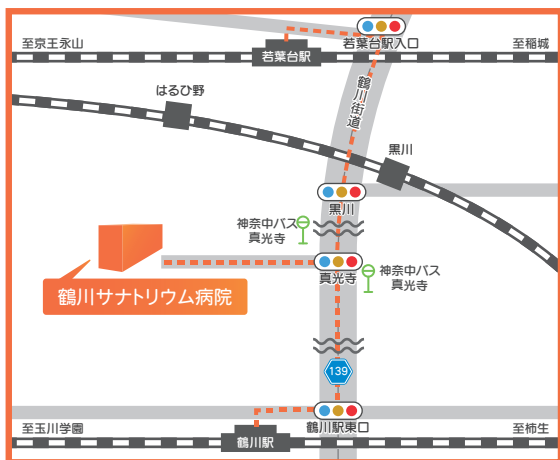 至京王永山
若葉台駅入口
至稲城
若葉台駅
はるひ野
鶴川街道
黒川
黒川
神奈中バス
真光寺
真光寺
神奈中バス
真光寺
鶴川サナトリウム病院
139
至玉川学園
鶴川駅東口
至柿生
鶴川駅